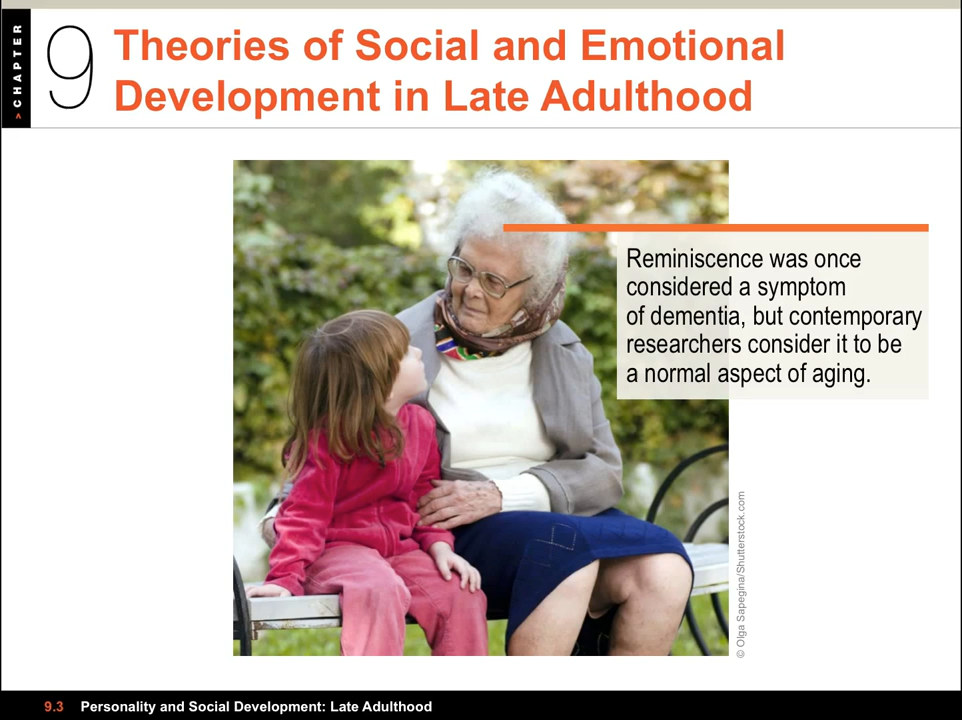 > CHAPTER
9
Theories of Social and Emotional
Development in Late Adulthood
Reminiscence was once
considered a symptom
of dementia, but contemporary
researchers consider it to be
a normal aspect of aging.
© Olga Sapegina/Shutterstock.com
9.3 Personality and Social Development: Late Adulthood